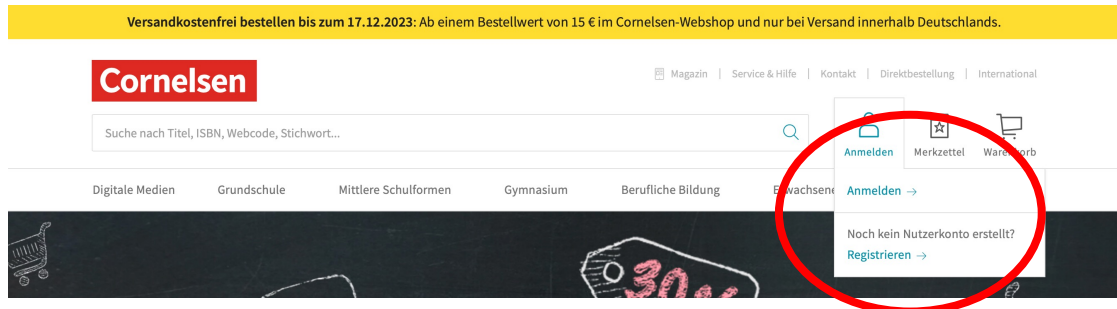 Versandkostenfrei bestellen bis zum 17.12.2023: Ab einem Bestellwert von 15 € im Cornelsen-Webshop und nur bei Versand innerhalb Deutschlands.
Cornelsen
Magazin | Service & Hilfe | Kontakt | Direktbestellung | International
Suche nach Titel, ISBN, Webcode, Stichwort...
Anmelden Merkzettel Warenkorb
Digitale Medien Grundschule Mittlere Schulformen Gymnasium Berufliche Bildung
Anmelden →
Noch kein Nutzerkonto erstellt?
Registrieren →